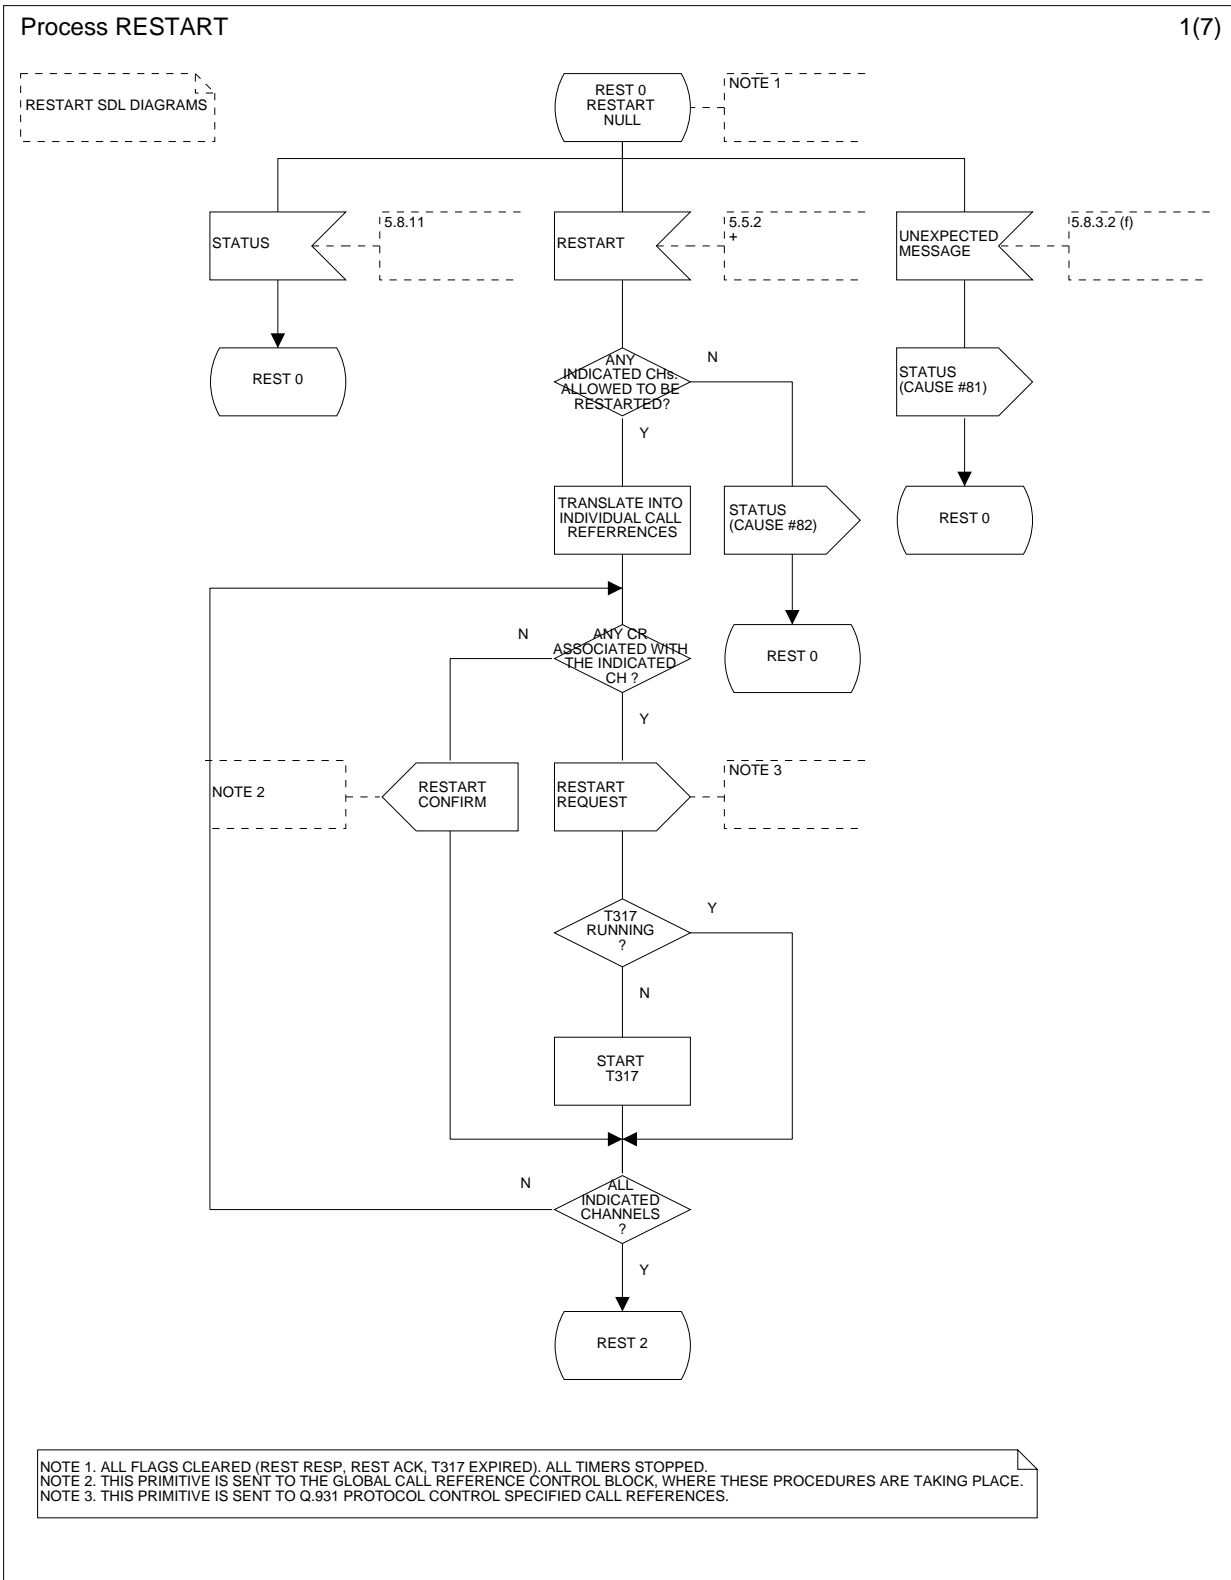 Process RESTART
1(7)
RESTART SDL DIAGRAMS
REST 0
RESTART
NULL
NOTE 1
STATUS
5.8.11
RESTART
5.5.2
+
UNEXPECTED
MESSAGE
5.8.3.2 (f)
REST 0
ANY
INDICATED CHs.
ALLOWED TO BE
RESTARTED?
N
Y
STATUS
(CAUSE #81)
TRANSLATE INTO
INDIVIDUAL CALL
REFERRENCES
STATUS
(CAUSE #82)
REST 0
N
ANY CR
ASSOCIATED WITH
THE INDICATED
CH ?
Y
REST 0
NOTE 2
RESTART
CONFIRM
RESTART
REQUEST
NOTE 3
T317
RUNNING
?
Y
N
START
T317
N
ALL
INDICATED
CHANNELS
?
Y
REST 2
NOTE 1. ALL FLAGS CLEARED (REST RESP, REST ACK, T317 EXPIRED). ALL TIMERS STOPPED.
NOTE 2. THIS PRIMITIVE IS SENT TO THE GLOBAL CALL REFERENCE CONTROL BLOCK, WHERE THESE PROCEDURES ARE TAKING PLACE.
NOTE 3. THIS PRIMITIVE IS SENT TO Q.931 PROTOCOL CONTROL SPECIFIED CALL REFERENCES.